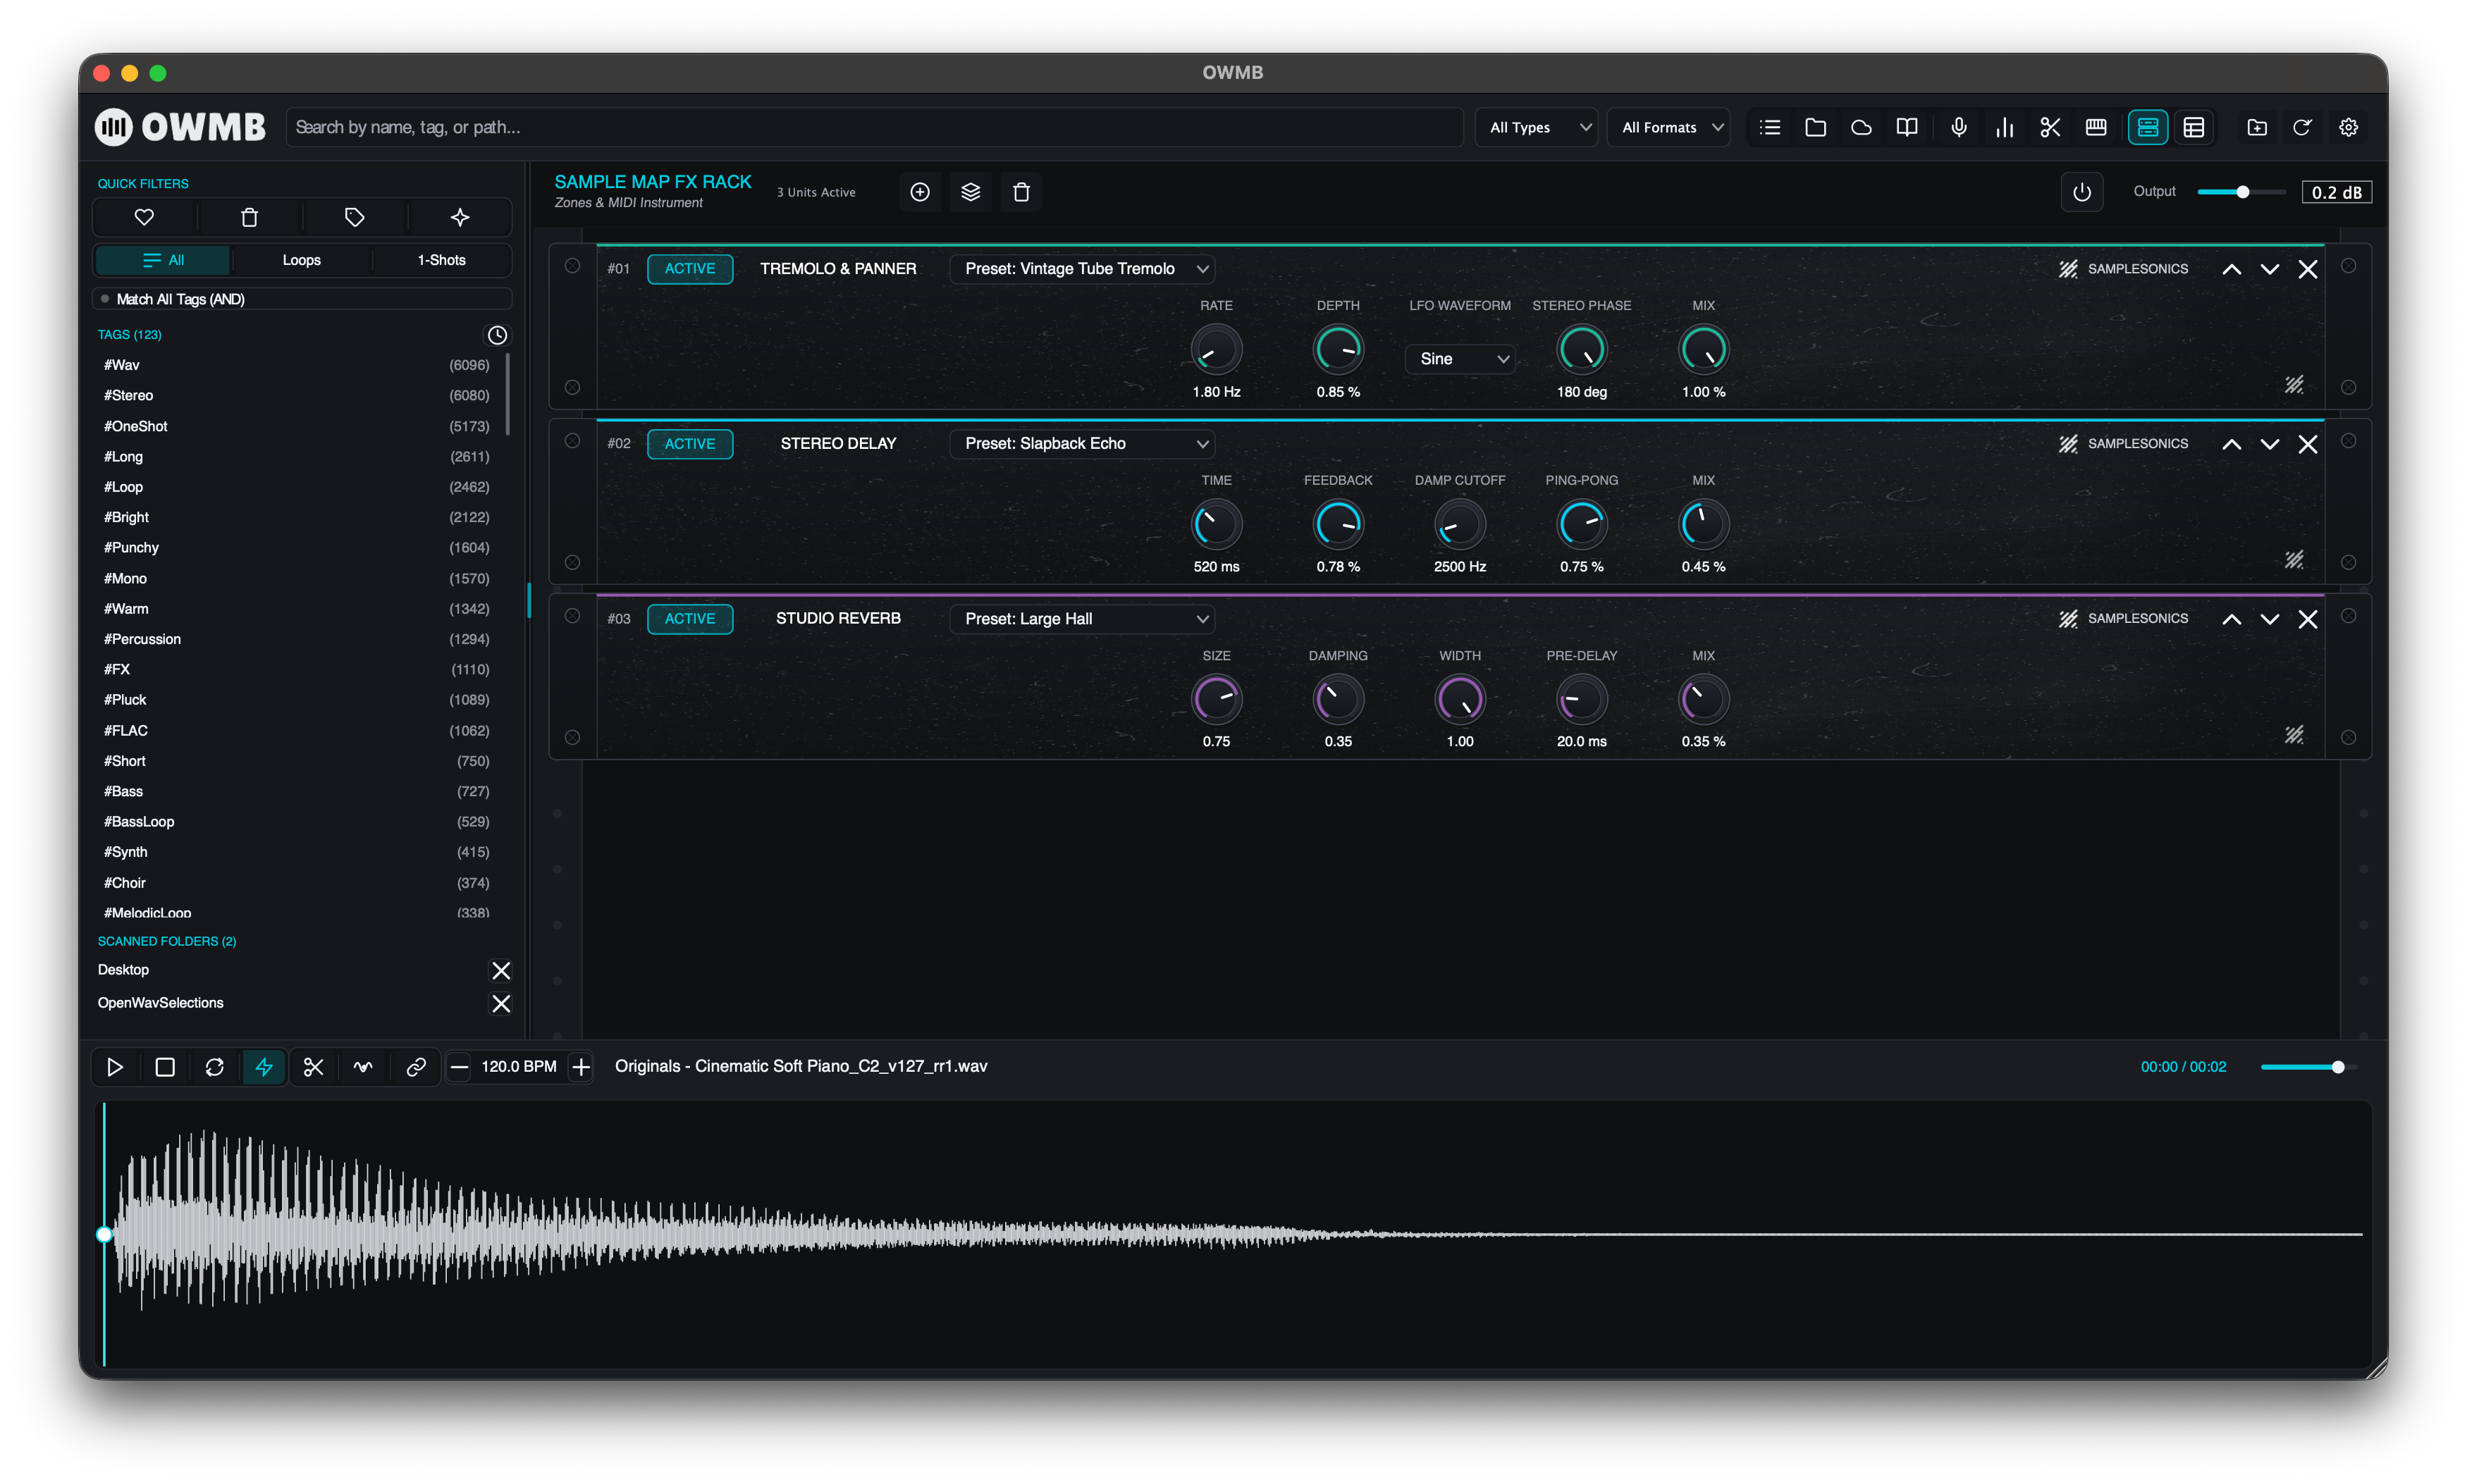 OWMB
OWMB
Search by name, tag, or path...
All Types
All Formats
QUICK FILTERS
All
Loops
1-Shots
Match All Tags (AND)
TAGS (123)
#Wav (6096)
#Stereo (6080)
#OneShot (5173)
#Long (2611)
#Loop (2462)
#Bright (2122)
#Punchy (1604)
#Mono (1570)
#Warm (1342)
#Percussion (1294)
#FX (1110)
#Pluck (1089)
#FLAC (1062)
#Short (750)
#Bass (727)
#BassLoop (529)
#Synth (415)
#Choir (374)
#MelodicLoop (338)
SCANNED FOLDERS (2)
Desktop
OpenWavSelections
SAMPLE MAP FX RACK
Zones & MIDI Instrument
3 Units Active
Output
0.2 dB
#01 ACTIVE TREMOLO & PANNER Preset: Vintage Tube Tremolo SAMPLESONICS
RATE DEPTH LFO WAVEFORM STEREO PHASE MIX
Sine
1.80 Hz 0.85 % 180 deg 1.00 %
#02 ACTIVE STEREO DELAY Preset: Slapback Echo SAMPLESONICS
TIME FEEDBACK DAMP CUTOFF PING-PONG MIX
520 ms 0.78 % 2500 Hz 0.75 % 0.45 %
#03 ACTIVE STUDIO REVERB Preset: Large Hall SAMPLESONICS
SIZE DAMPING WIDTH PRE-DELAY MIX
0.75 0.35 1.00 20.0 ms 0.35 %
120.0 BPM
Originals - Cinematic Soft Piano_C2_v127_rr1.wav
00:00 / 00:02